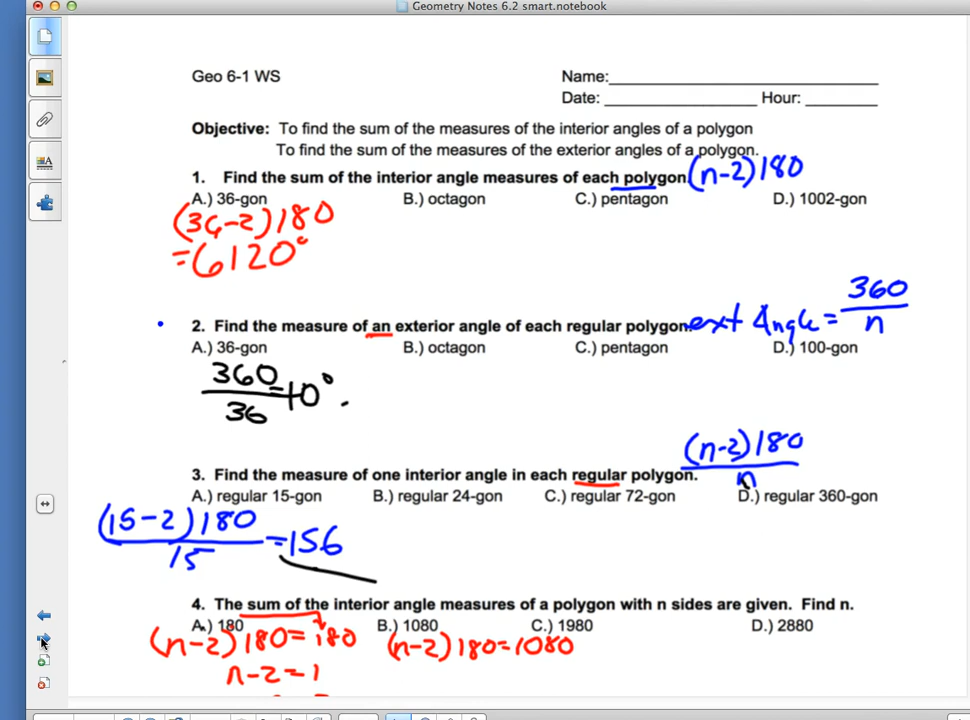 Geometry Notes 6.2 smart.notebook
Geo 6-1 WS
Name:
Date: Hour:
Objective: To find the sum of the measures of the interior angles of a polygon
To find the sum of the measures of the exterior angles of a polygon.
1. Find the sum of the interior angle measures of each polygon. (n-2)180
A.) 36-gon B.) octagon C.) pentagon D.) 1002-gon
(36-2)180
=6120°
2. Find the measure of an exterior angle of each regular polygon. ext Angle = 360/n
A.) 36-gon B.) octagon C.) pentagon D.) 100-gon
360/36 = 10°.
3. Find the measure of one interior angle in each regular polygon. (n-2)180/n
A.) regular 15-gon B.) regular 24-gon C.) regular 72-gon D.) regular 360-gon
(15-2)180/15 = 156
4. The sum of the interior angle measures of a polygon with n sides are given. Find n.
A.) 180 B.) 1080 C.) 1980 D.) 2880
(n-2)180=180 (n-2)180=1080
n-2=1